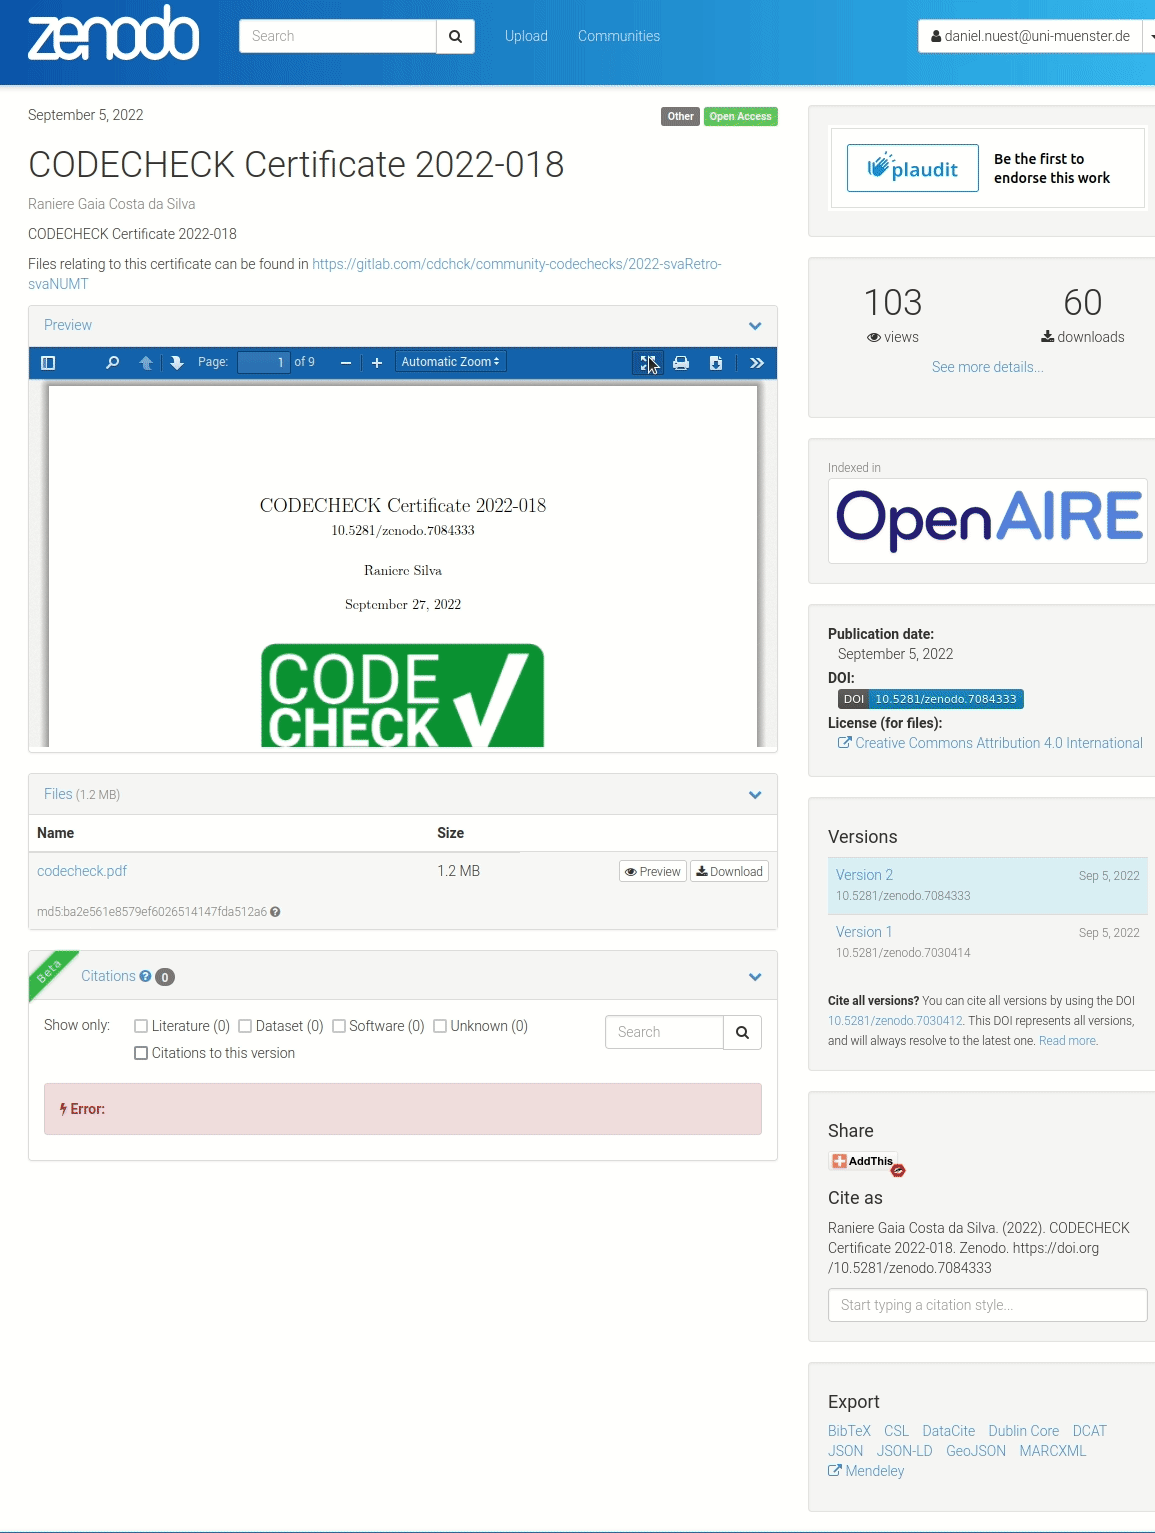 zenodo
Search
Upload
Communities
daniel.nuest@uni-muenster.de
September 5, 2022
Other
Open Access
CODECHECK Certificate 2022-018
Raniere Gaia Costa da Silva
CODECHECK Certificate 2022-018
Files relating to this certificate can be found in https://gitlab.com/cdchck/community-codechecks/2022-svaRetro-
svaNUMT
Preview
Page: 1 of 9
Automatic Zoom
CODECHECK Certificate 2022-018
10.5281/zenodo.7084333
Raniere Silva
September 27, 2022
CODE
CHECK
Files (1.2 MB)
Name Size
codecheck.pdf 1.2 MB Preview Download
md5:ba2e561e8579ef6026514147fda512a6
Beta
Citations 0
Show only: Literature (0) Dataset (0) Software (0) Unknown (0)
Citations to this version
Search
Error:
plaudit
Be the first to
endorse this work
103 60
views downloads
See more details...
Indexed in
OpenAIRE
Publication date:
September 5, 2022
DOI:
DOI 10.5281/zenodo.7084333
License (for files):
Creative Commons Attribution 4.0 International
Versions
Version 2 Sep 5, 2022
10.5281/zenodo.7084333
Version 1 Sep 5, 2022
10.5281/zenodo.7030414
Cite all versions? You can cite all versions by using the DOI
10.5281/zenodo.7030412. This DOI represents all versions,
and will always resolve to the latest one. Read more.
Share
AddThis
Cite as
Raniere Gaia Costa da Silva. (2022). CODECHECK
Certificate 2022-018. Zenodo. https://doi.org
/10.5281/zenodo.7084333
Start typing a citation style...
Export
BibTeX CSL DataCite Dublin Core DCAT
JSON JSON-LD GeoJSON MARCXML
Mendeley